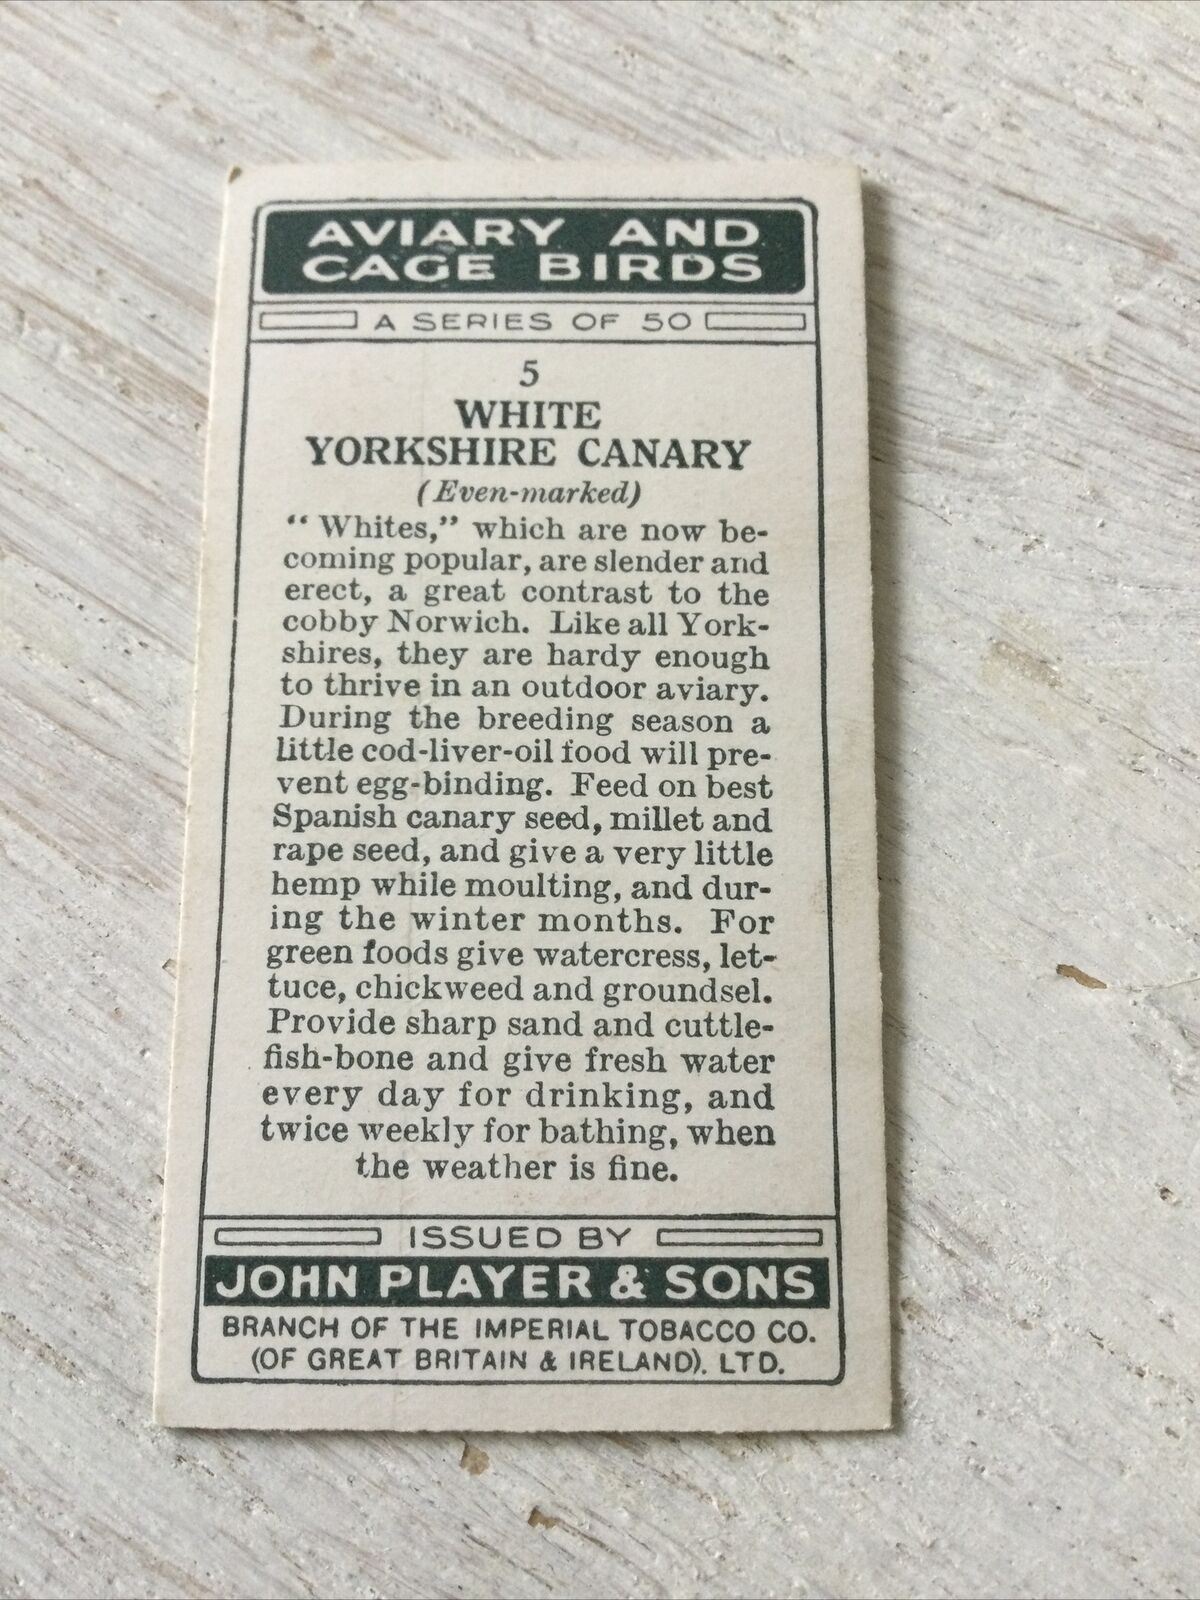 AVIARY AND
CAGE BIRDS
A SERIES OF 50
5
WHITE
YORKSHIRE CANARY
(Even-marked)
“ Whites,” which are now be-
coming popular, are slender and
erect, a great contrast to the
cobby Norwich. Like all York-
shires, they are hardy enough
to thrive in an outdoor aviary.
During the breeding season a
little cod-liver-oil food will pre-
vent egg-binding. Feed on best
Spanish canary seed, millet and
rape seed, and give a very little
hemp while moulting, and dur-
ing the winter months. For
green foods give watercress, let-
tuce, chickweed and groundsel.
Provide sharp sand and cuttle-
fish-bone and give fresh water
every day for drinking, and
twice weekly for bathing, when
the weather is fine.
ISSUED BY
JOHN PLAYER & SONS
BRANCH OF THE IMPERIAL TOBACCO CO.
(OF GREAT BRITAIN & IRELAND), LTD.